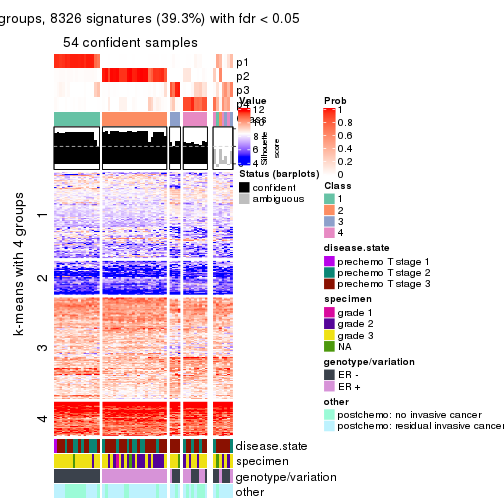 groups, 8326 signatures (39.3%) with fdr < 0.05
54 confident samples
p1
p2
p3
p4
Value
12
10
8
6
4
Silhouette
score
Prob
1
0.8
0.6
0.4
0.2
0
Status (barplots)
confident
ambiguous
Class
1
2
3
4
disease.state
prechemo T stage 1
prechemo T stage 2
prechemo T stage 3
specimen
grade 1
grade 2
grade 3
NA
genotype/variation
ER -
ER +
other
postchemo: no invasive cancer
postchemo: residual invasive cancer
k-means with 4 groups
1
2
3
4
disease.state
specimen
genotype/variation
other